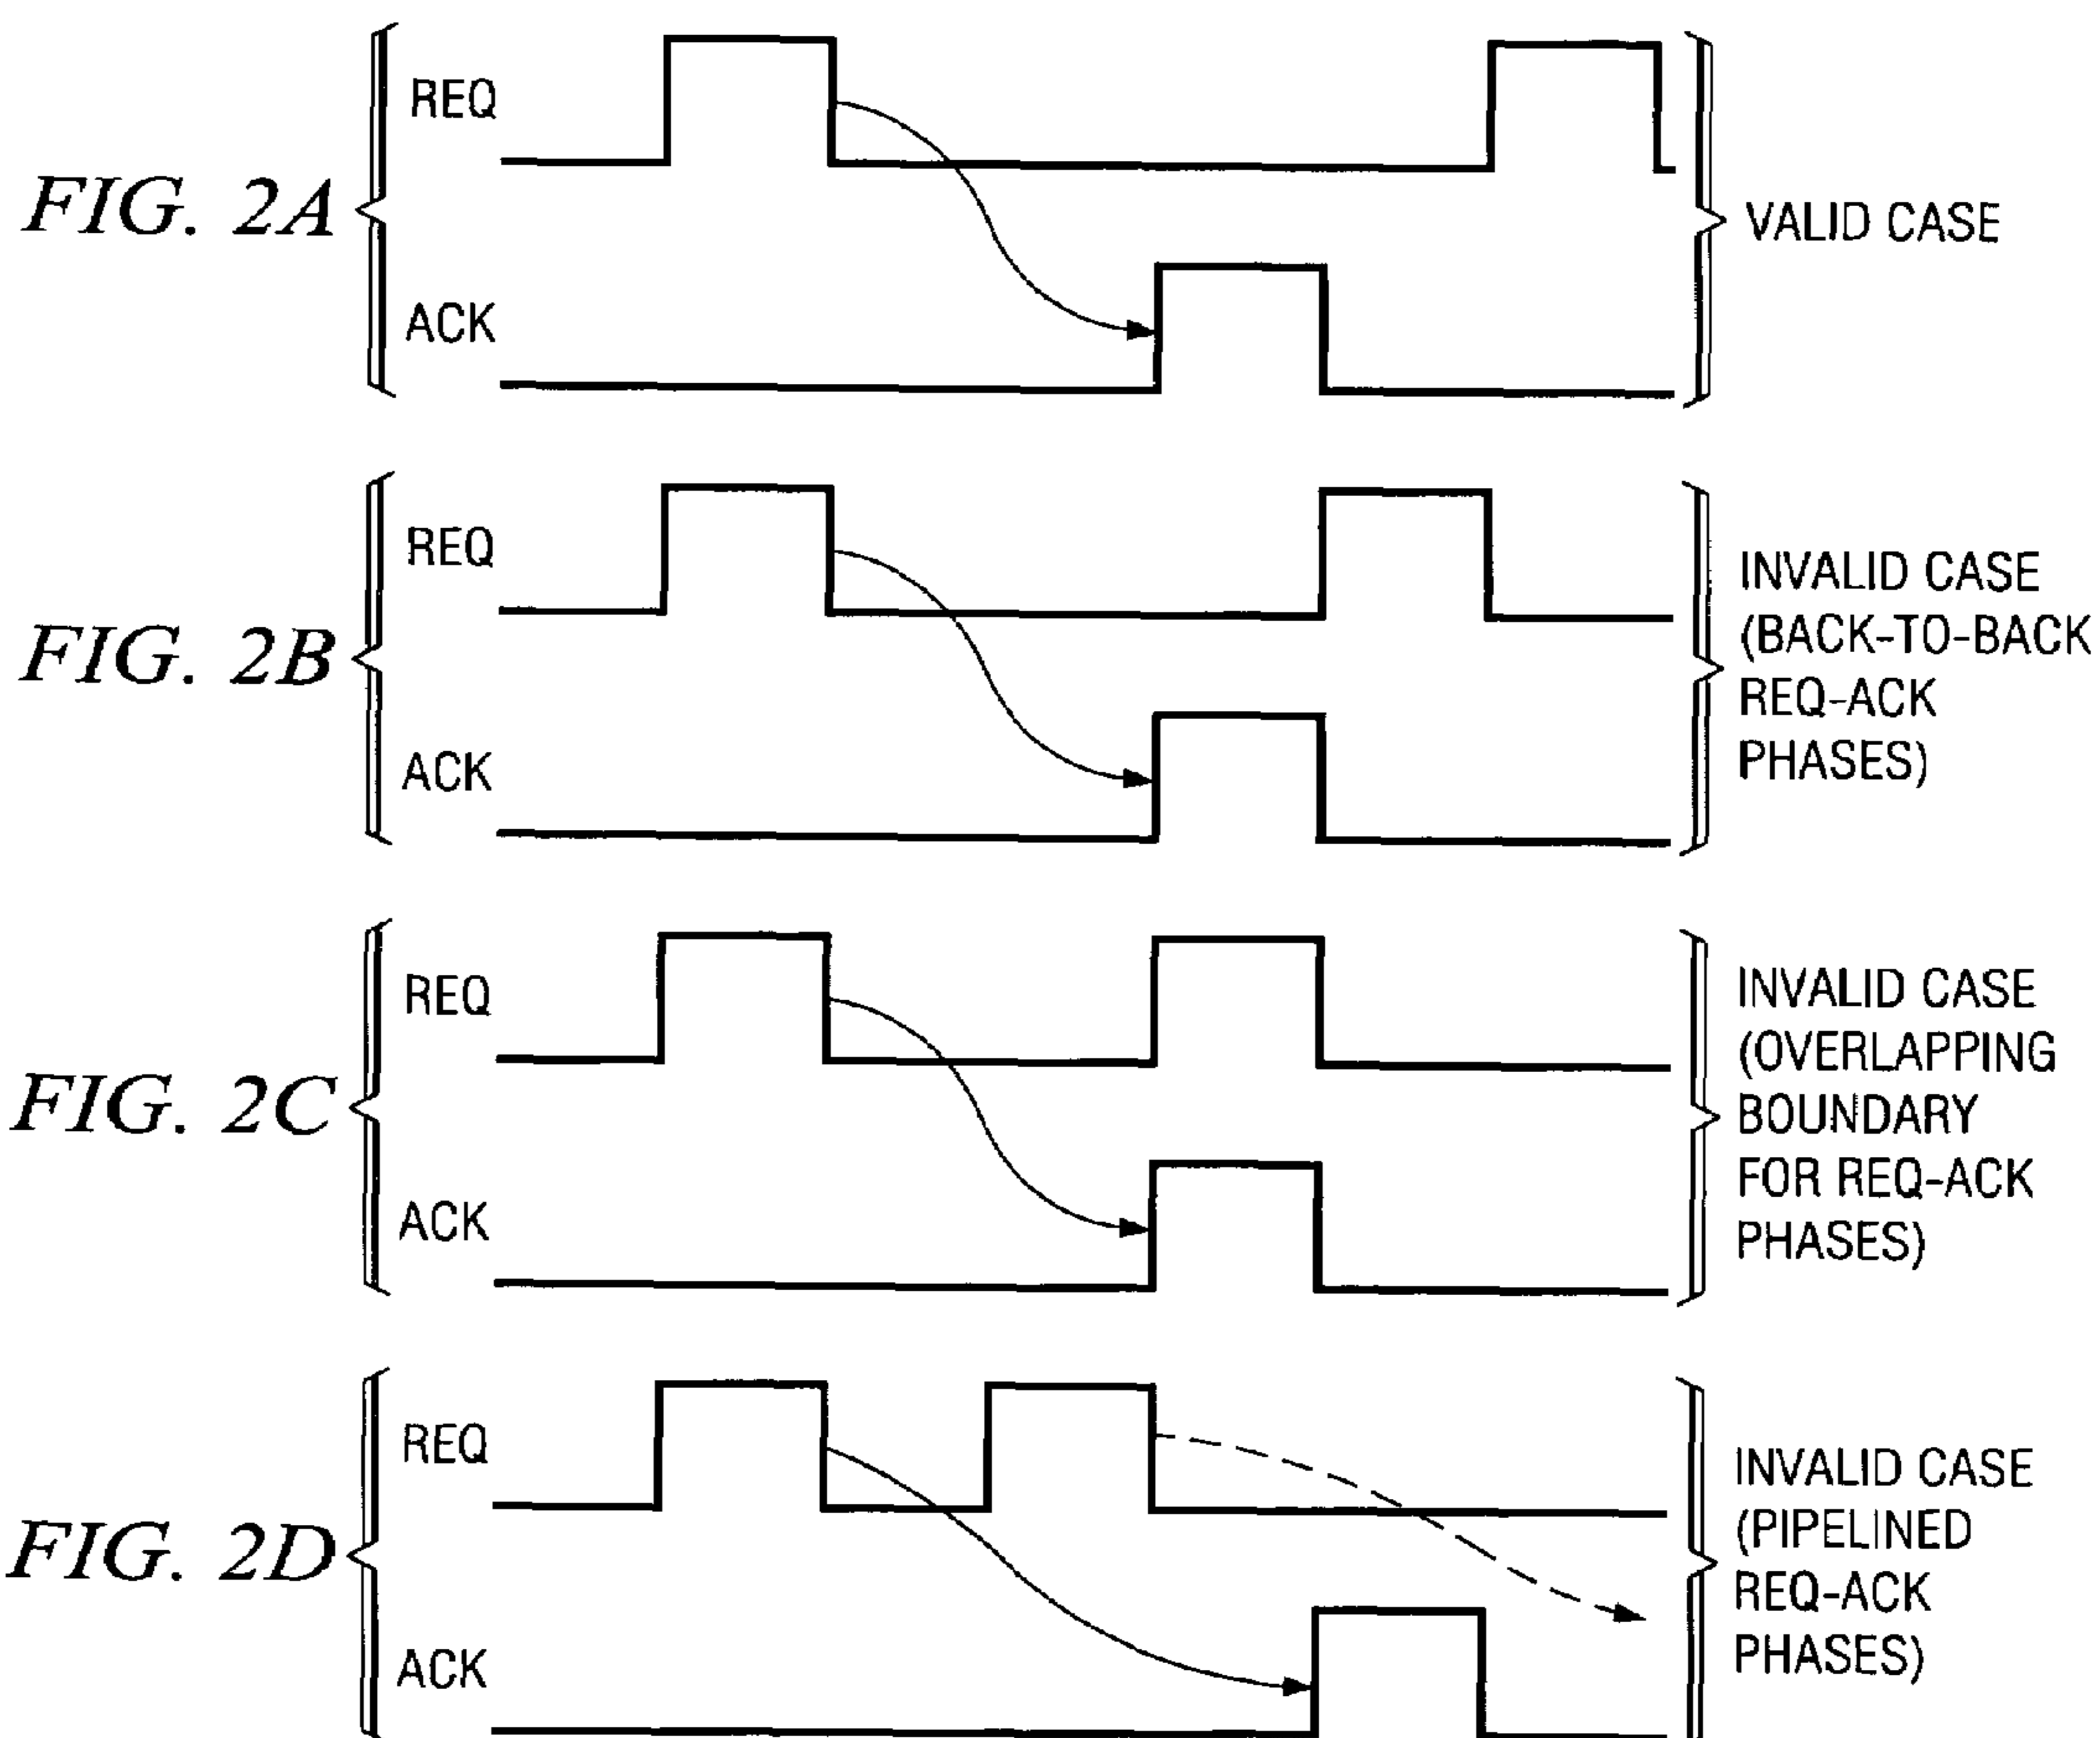 FIG. 2A
REQ
ACK
VALID CASE
FIG. 2B
REQ
ACK
INVALID CASE
(BACK-TO-BACK
REQ-ACK
PHASES)
FIG. 2C
REQ
ACK
INVALID CASE
(OVERLAPPING
BOUNDARY
FOR REQ-ACK
PHASES)
FIG. 2D
REQ
ACK
INVALID CASE
(PIPELINED
REQ-ACK
PHASES)